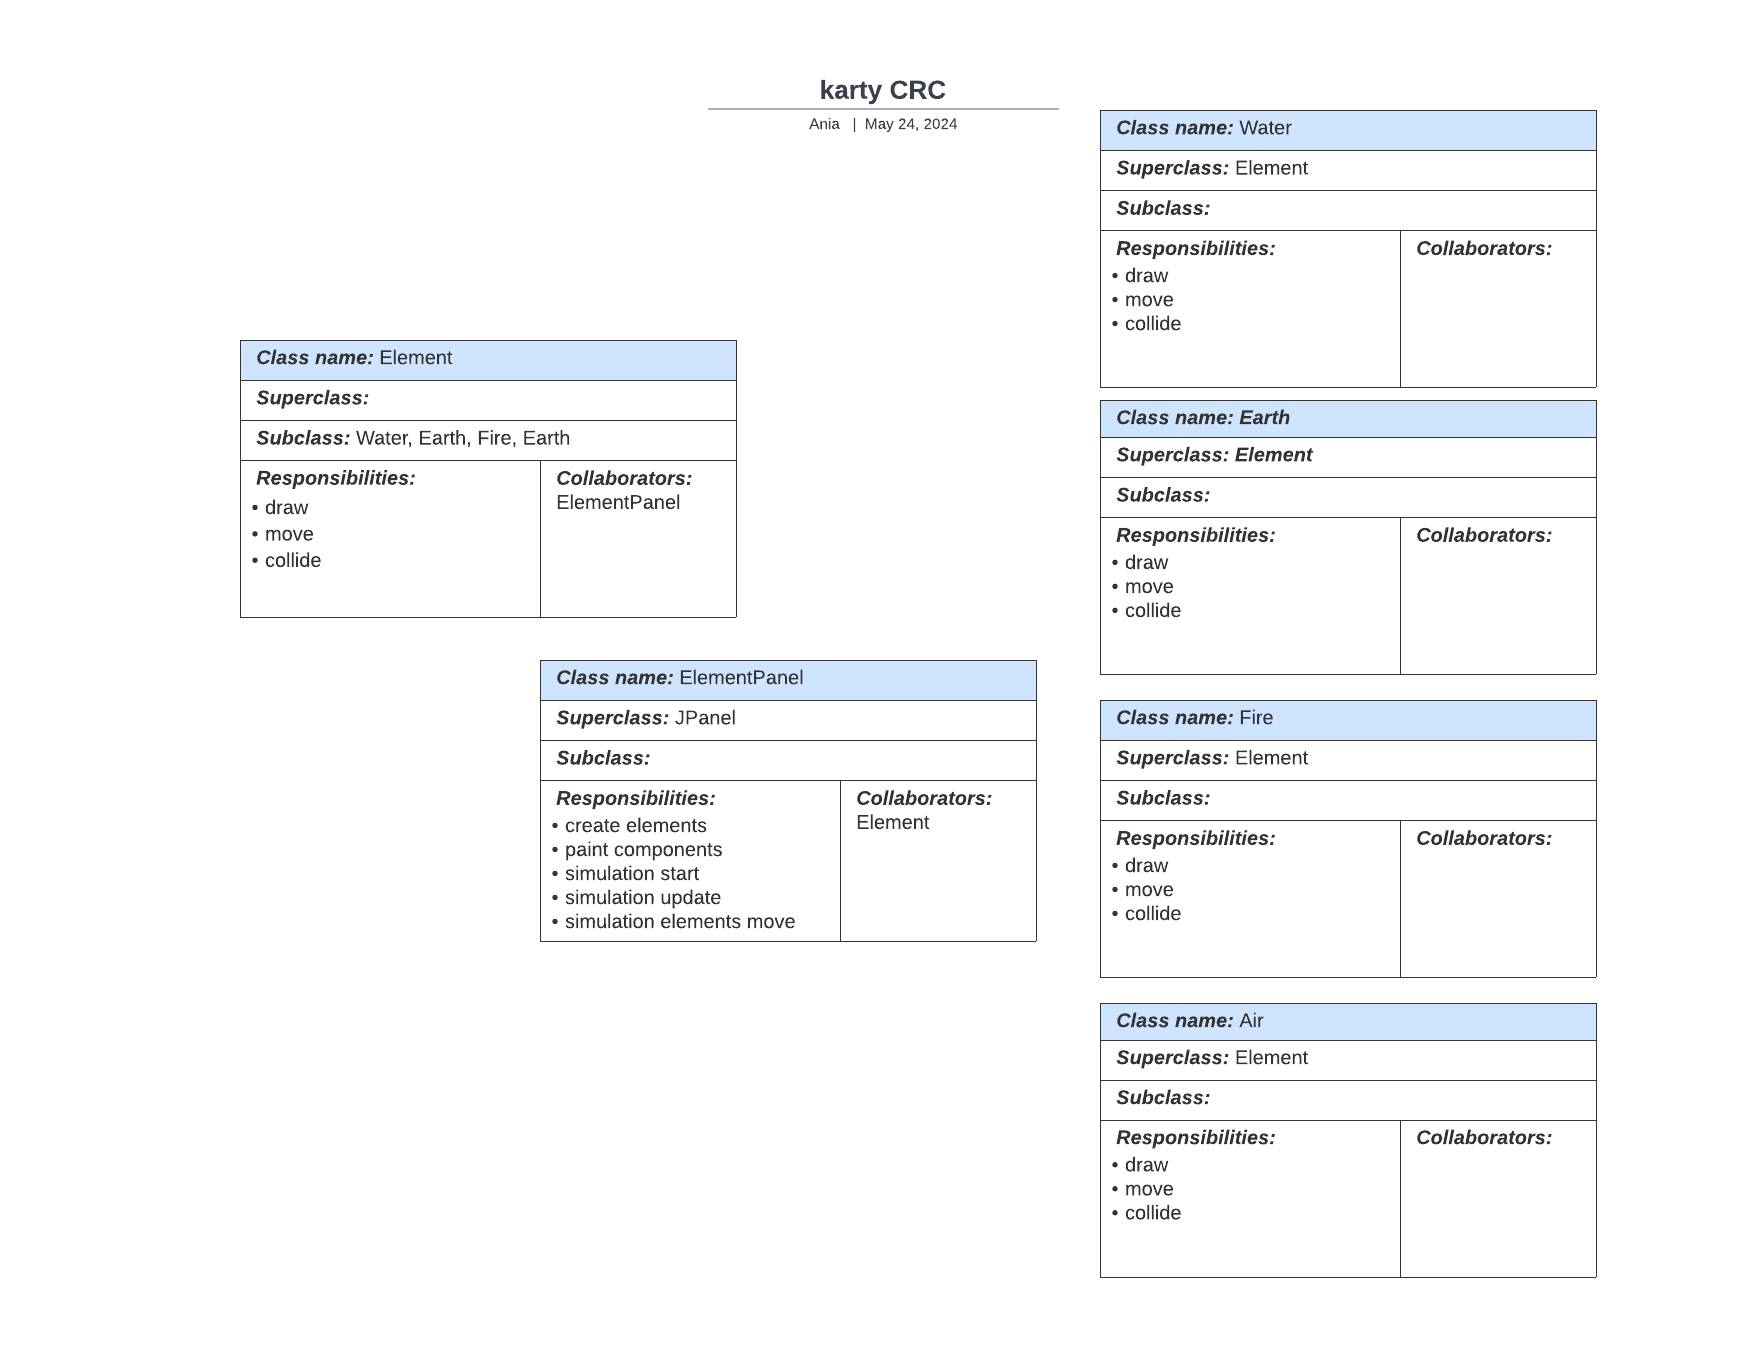 karty CRC
Ania | May 24, 2024
Class name: Element
Superclass:
Subclass: Water, Earth, Fire, Earth
Responsibilities:
• draw
• move
• collide
Collaborators:
ElementPanel
Class name: ElementPanel
Superclass: JPanel
Subclass:
Responsibilities:
• create elements
• paint components
• simulation start
• simulation update
• simulation elements move
Collaborators:
Element
Class name: Water
Superclass: Element
Subclass:
Responsibilities:
• draw
• move
• collide
Collaborators:
Class name: Earth
Superclass: Element
Subclass:
Responsibilities:
• draw
• move
• collide
Collaborators:
Class name: Fire
Superclass: Element
Subclass:
Responsibilities:
• draw
• move
• collide
Collaborators:
Class name: Air
Superclass: Element
Subclass:
Responsibilities:
• draw
• move
• collide
Collaborators: